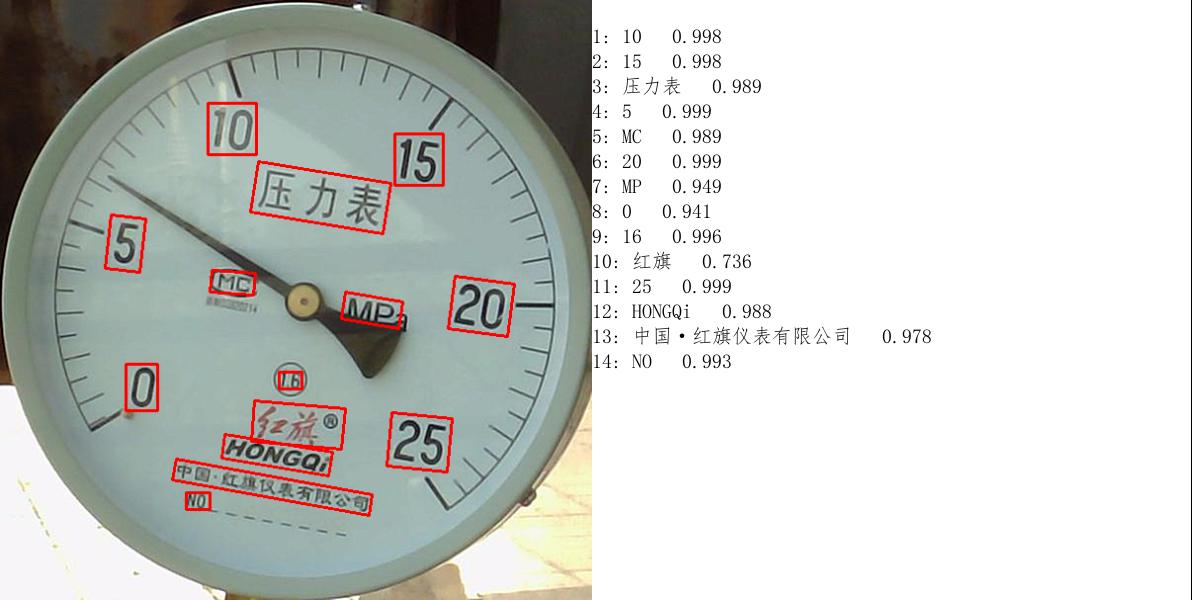 10
15
压力表
5
MC
MPa
20
0
1.6
红旗®
HONGQi
25
中国·红旗仪表有限公司
NO
1: 10 0.998
2: 15 0.998
3: 压力表 0.989
4: 5 0.999
5: MC 0.989
6: 20 0.999
7: MP 0.949
8: 0 0.941
9: 16 0.996
10: 红旗 0.736
11: 25 0.999
12: HONGQi 0.988
13: 中国·红旗仪表有限公司 0.978
14: NO 0.993